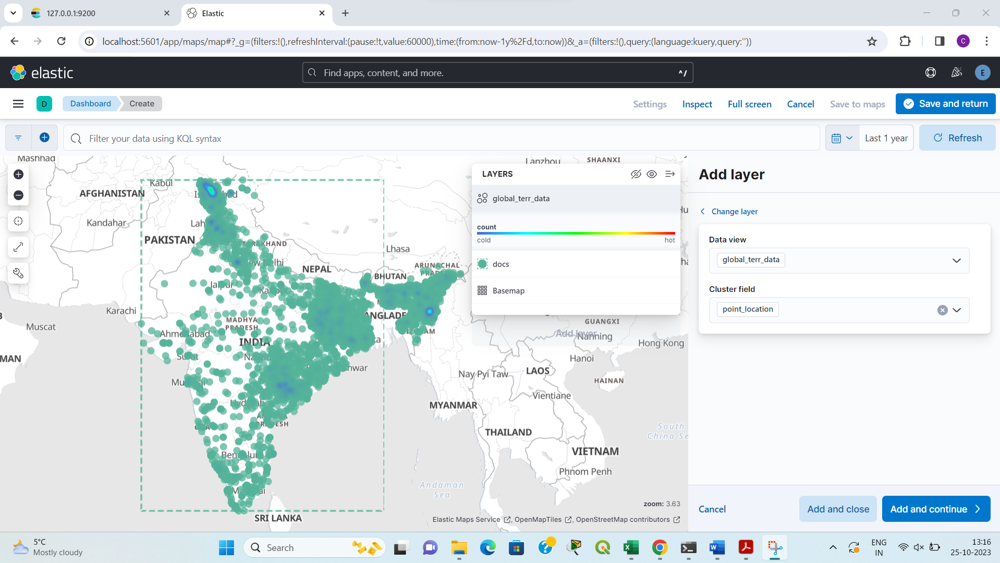 127.0.0.1:9200
Elastic
localhost:5601/app/maps/map#?_g=(filters:!(),refreshInterval:(pause:!t,value:60000),time:(from:now-1y%2Fd,to:now))&_a=(filters:!(),query:(language:kuery,query:''))
C
elastic
Find apps, content, and more.
^/
E
D
Dashboard
Create
Settings
Inspect
Full screen
Cancel
Save to maps
Save and return
Filter your data using KQL syntax
Last 1 year
Refresh
Mashhad
Lanzhou
SHAANXI
Kabul
AFGHANISTAN
Kandahar
PAKISTAN
Lhasa
NEPAL
BHUTAN
ARUNACHAL
Karachi
Muscat
MADHYA
PRADESH
INDIA
GUANGXI
Nanning
Hong Kong
Hanoi
Nay Pyi Taw
LAOS
HAINAN
Vientiane
MYANMAR
THAILAND
South
China Se
VIETNAM
Phnom Penh
Andaman
Sea
SRI LANKA
LAYERS
global_terr_data
count
cold
hot
docs
Basemap
Add layer
zoom: 3.63
Elastic Maps Service , OpenMapTiles , OpenStreetMap contributors
Add layer
Change layer
Data view
global_terr_data
Cluster field
point_location
Cancel
Add and close
Add and continue
5°C
Mostly cloudy
Search
ENG
IN
13:16
25-10-2023